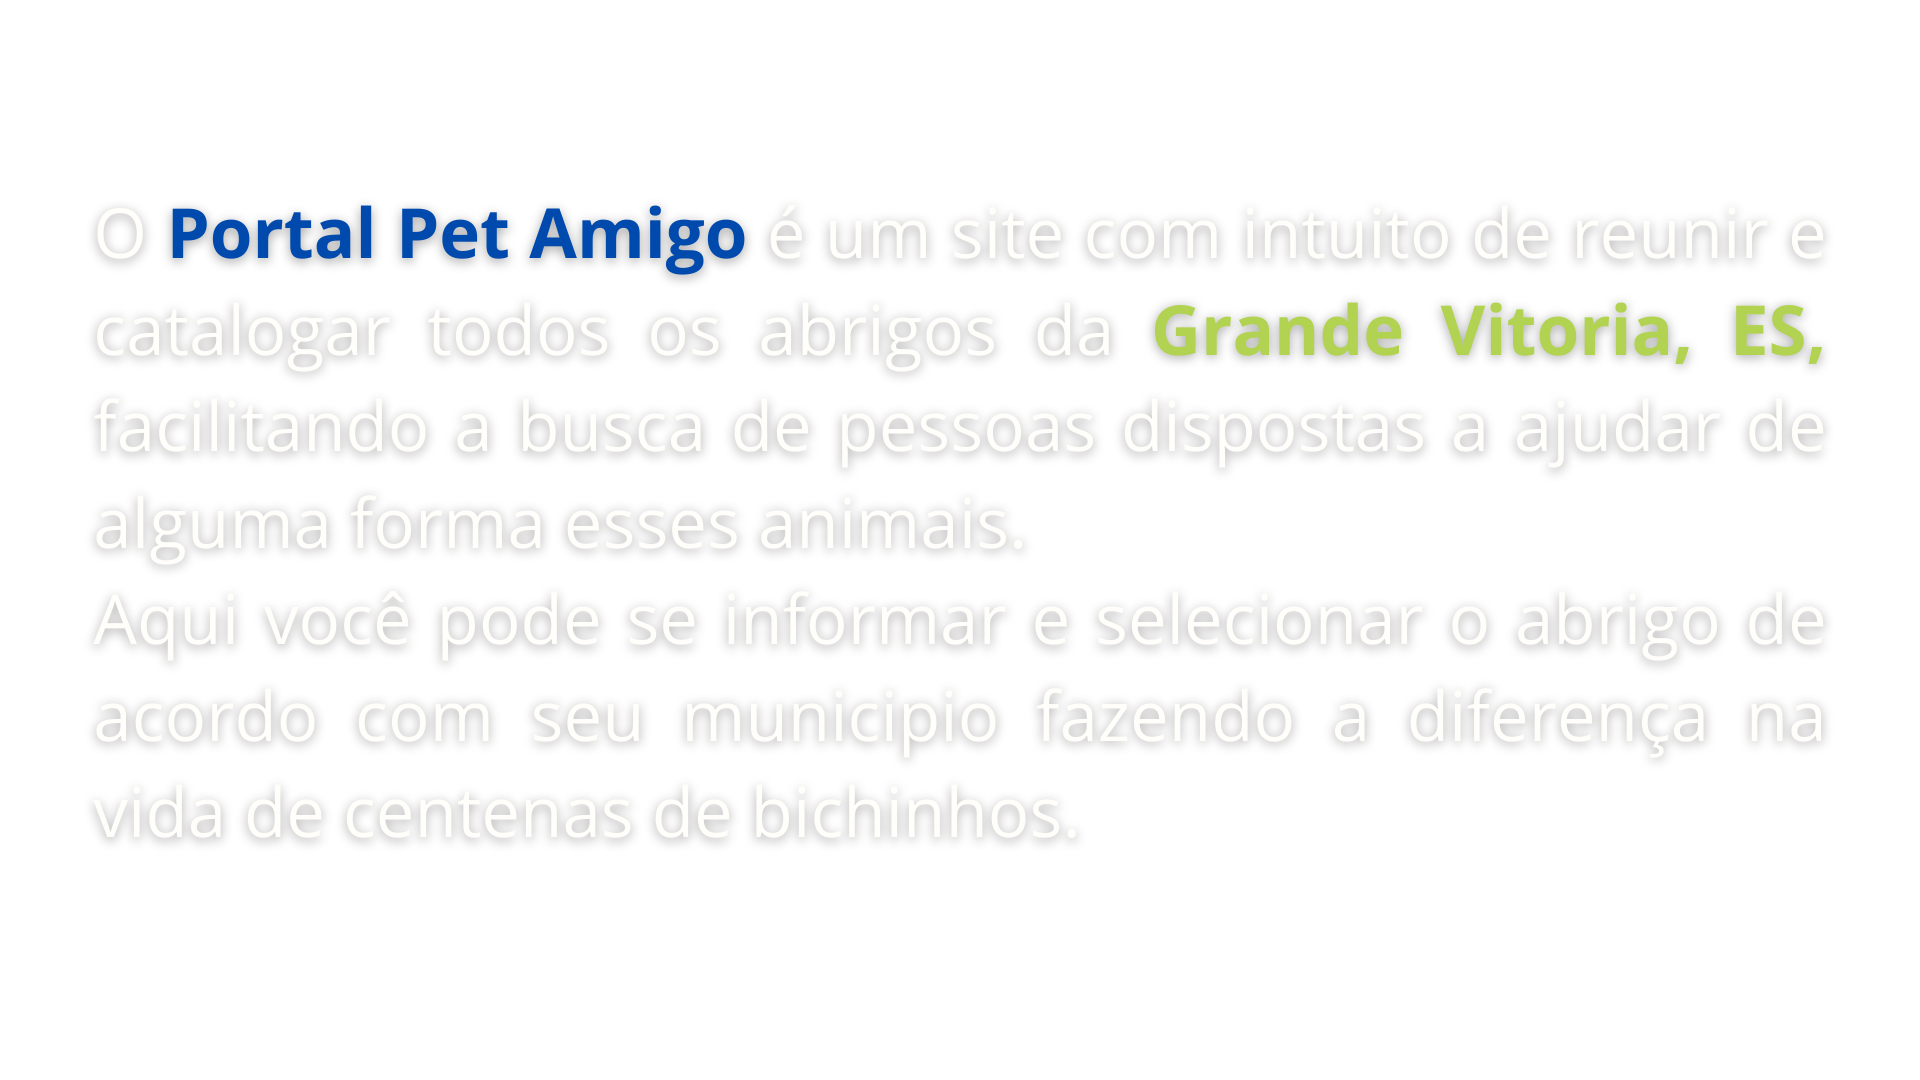 O Portal Pet Amigo é um site com intuito de reunir e
catalogar todos os abrigos da Grande Vitoria, ES,
facilitando a busca de pessoas dispostas a ajudar de
alguma forma esses animais.
Aqui você pode se informar e selecionar o abrigo de
acordo com seu municipio fazendo a diferença na
vida de centenas de bichinhos.